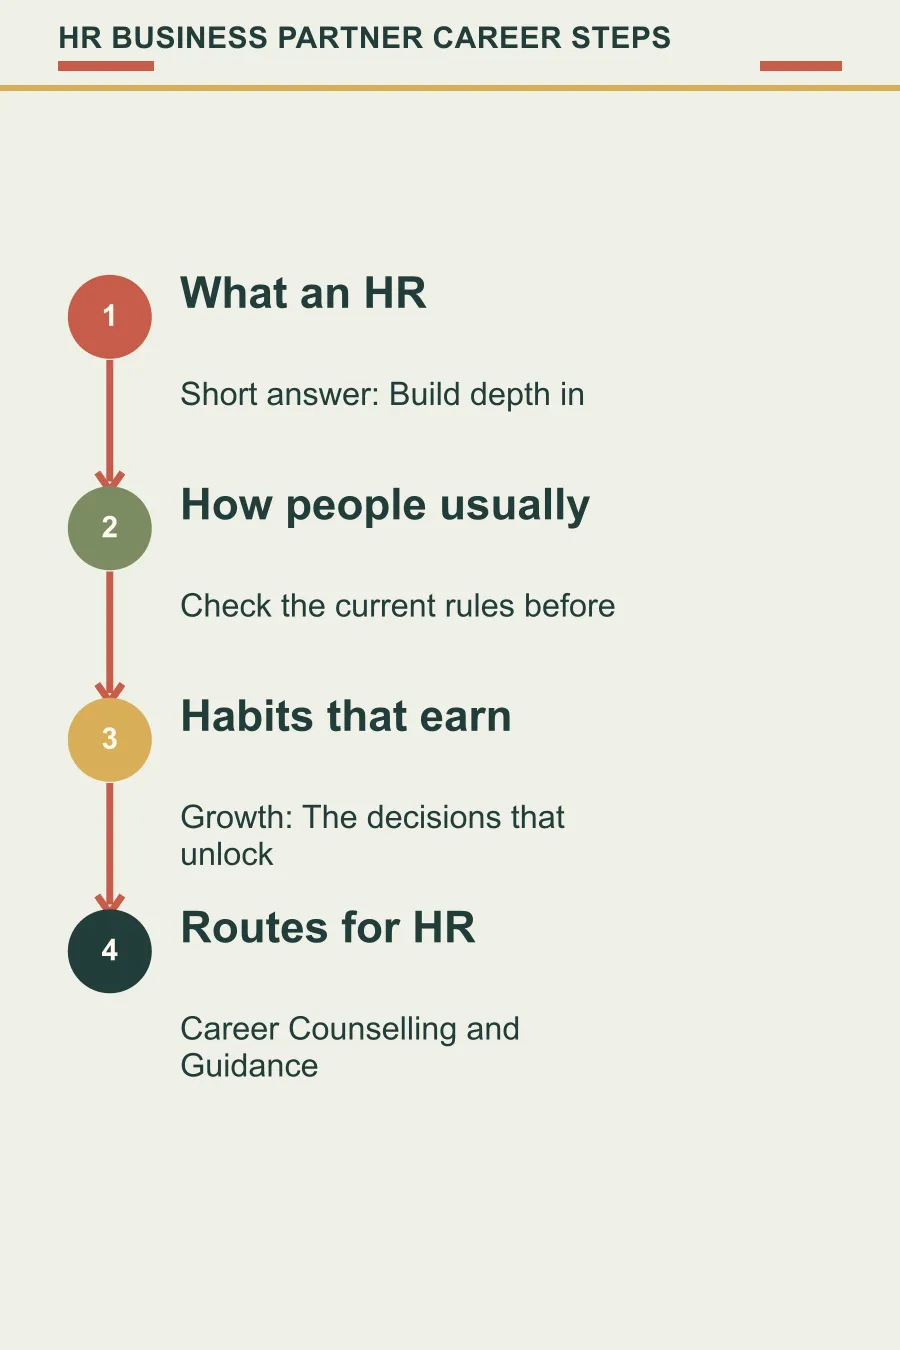 HR BUSINESS PARTNER CAREER STEPS
1
What an HR
Short answer: Build depth in
2
How people usually
Check the current rules before
3
Habits that earn
Growth: The decisions that
unlock
4
Routes for HR
Career Counselling and
Guidance